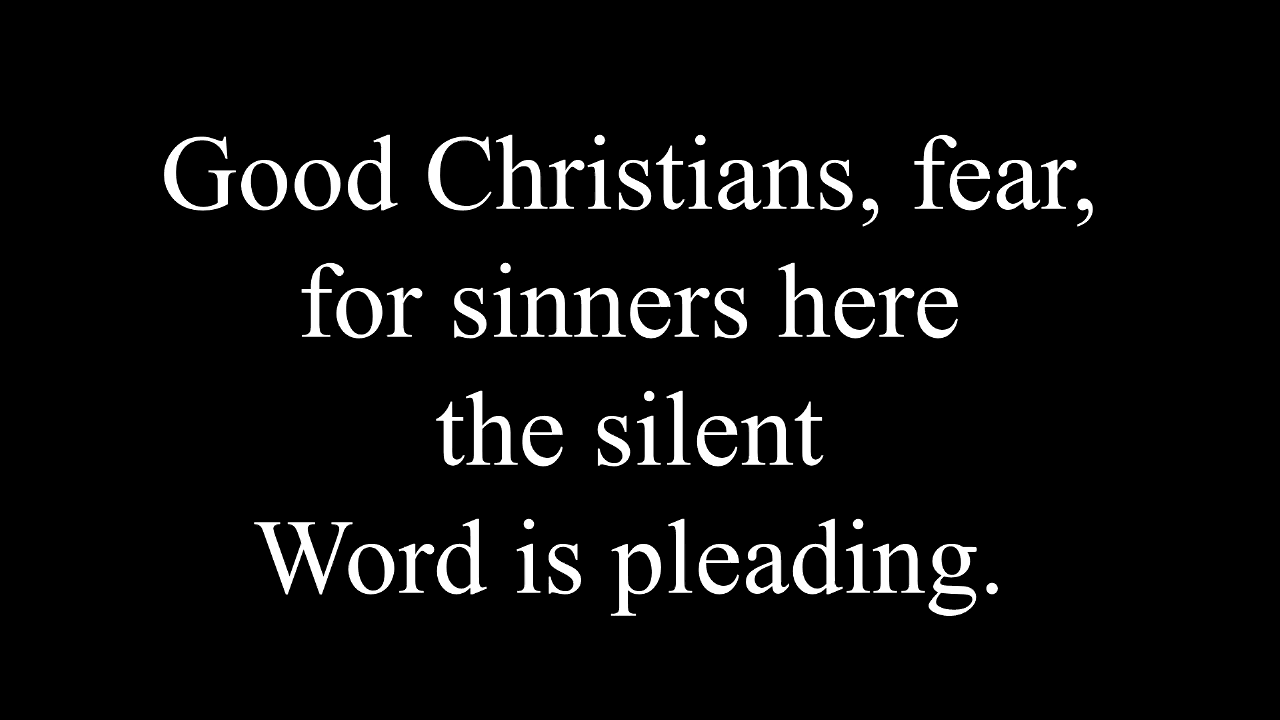 Good Christians, fear,
for sinners here
the silent
Word is pleading.